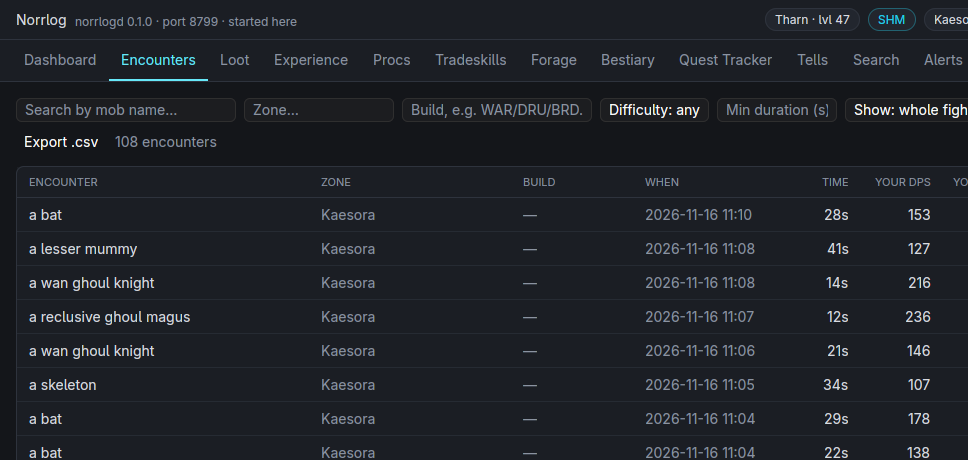 Norrlog norrlogd 0.1.0 · port 8799 · started here Tharn · lvl 47 SHM Kaeso
Dashboard Encounters Loot Experience Procs Tradeskills Forage Bestiary Quest Tracker Tells Search Alerts
Search by mob name... Zone... Build, e.g. WAR/DRU/BRD. Difficulty: any Min duration (s) Show: whole figh
Export .csv 108 encounters
ENCOUNTER ZONE BUILD WHEN TIME YOUR DPS YO
a bat Kaesora — 2026-11-16 11:10 28s 153
a lesser mummy Kaesora — 2026-11-16 11:08 41s 127
a wan ghoul knight Kaesora — 2026-11-16 11:08 14s 216
a reclusive ghoul magus Kaesora — 2026-11-16 11:07 12s 236
a wan ghoul knight Kaesora — 2026-11-16 11:06 21s 146
a skeleton Kaesora — 2026-11-16 11:05 34s 107
a bat Kaesora — 2026-11-16 11:04 29s 178
a bat Kaesora — 2026-11-16 11:04 22s 138